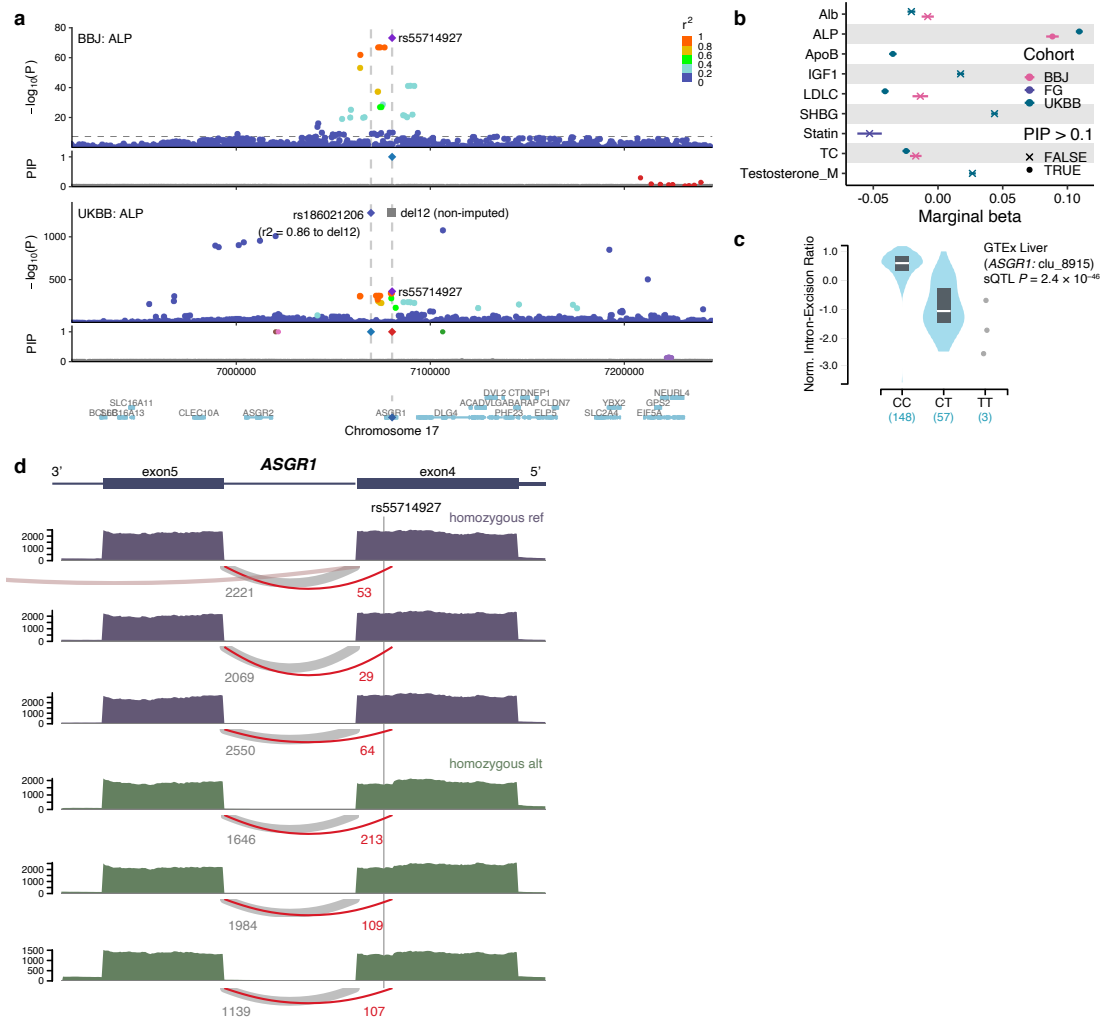 a
BBJ: ALP
80
60
40
20
−log10(P)
rs55714927
r2
1
0.8
0.6
0.4
0.2
0
PIP
1
0
7000000
7100000
7200000
UKBB: ALP
rs186021206
(r2 = 0.86 to del12)
del12 (non-imputed)
1000
500
−log10(P)
rs55714927
PIP
1
0
7000000
7100000
7200000
DVL2 CTDNEP1
NEURL4
SLC16A11
ACADVL GABARAP CLDN7
YBX2
GPS2
BCL6B
SLC16A13
CLEC10A
ASGR2
ASGR1
DLG4
PHF23
ELP5
SLC2A4
EIF5A
Chromosome 17
b
Alb
ALP
ApoB
IGF1
LDLC
SHBG
Statin
TC
Testosterone_M
-0.05
0.00
0.05
0.10
Marginal beta
Cohort
BBJ
FG
UKBB
PIP > 0.1
FALSE
TRUE
c
Norm. Intron-Excision Ratio
1.0
0.0
-1.0
-2.0
-3.0
GTEx Liver
(ASGR1: clu_8915)
sQTL P = 2.4 × 10−46
CC
CT
TT
(148)
(57)
(3)
d
ASGR1
3’
exon5
exon4
5’
rs55714927
homozygous ref
2000
1000
0
2221
53
2000
1000
0
2069
29
2000
1000
0
2550
64
homozygous alt
2000
1000
0
1646
213
2000
1000
0
1984
109
1500
1000
500
0
1139
107